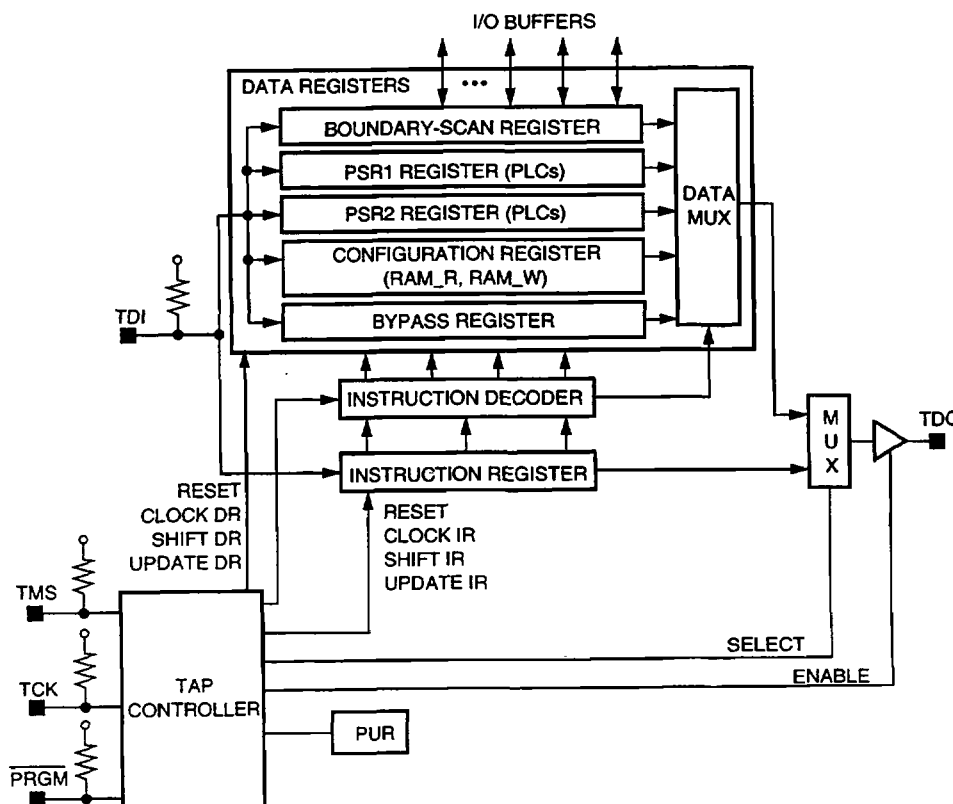 I/O BUFFERS
DATA REGISTERS
•••
BOUNDARY-SCAN REGISTER
PSR1 REGISTER (PLCs)
PSR2 REGISTER (PLCs)
CONFIGURATION REGISTER
(RAM_R, RAM_W)
BYPASS REGISTER
DATA
MUX
TDI
INSTRUCTION DECODER
INSTRUCTION REGISTER
M
U
X
TDO
RESET
CLOCK DR
SHIFT DR
UPDATE DR
RESET
CLOCK IR
SHIFT IR
UPDATE IR
TMS
TCK
PRGM
TAP
CONTROLLER
SELECT
ENABLE
PUR